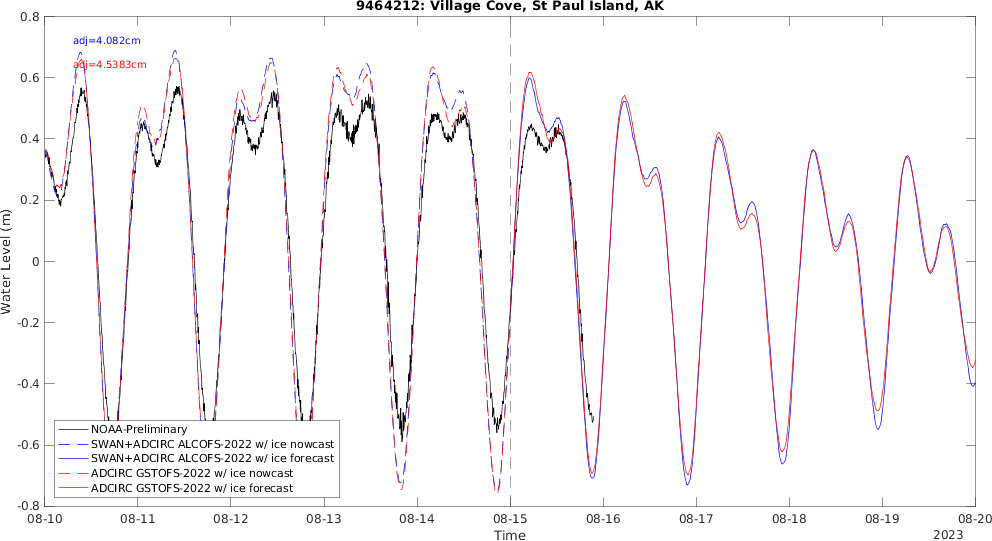 9464212: Village Cove, St Paul Island, AK
0.8
adj=4.082cm
adj=4.5383cm
0.6
0.4
0.2
0
-0.2
-0.4
-0.6
-0.8
Water Level (m)
NOAA-Preliminary
SWAN+ADCIRC ALCOFS-2022 w/ ice nowcast
SWAN+ADCIRC ALCOFS-2022 w/ ice forecast
ADCIRC GSTOFS-2022 w/ ice nowcast
ADCIRC GSTOFS-2022 w/ ice forecast
08-10 08-11 08-12 08-13 08-14 08-15 08-16 08-17 08-18 08-19 08-20
Time
2023